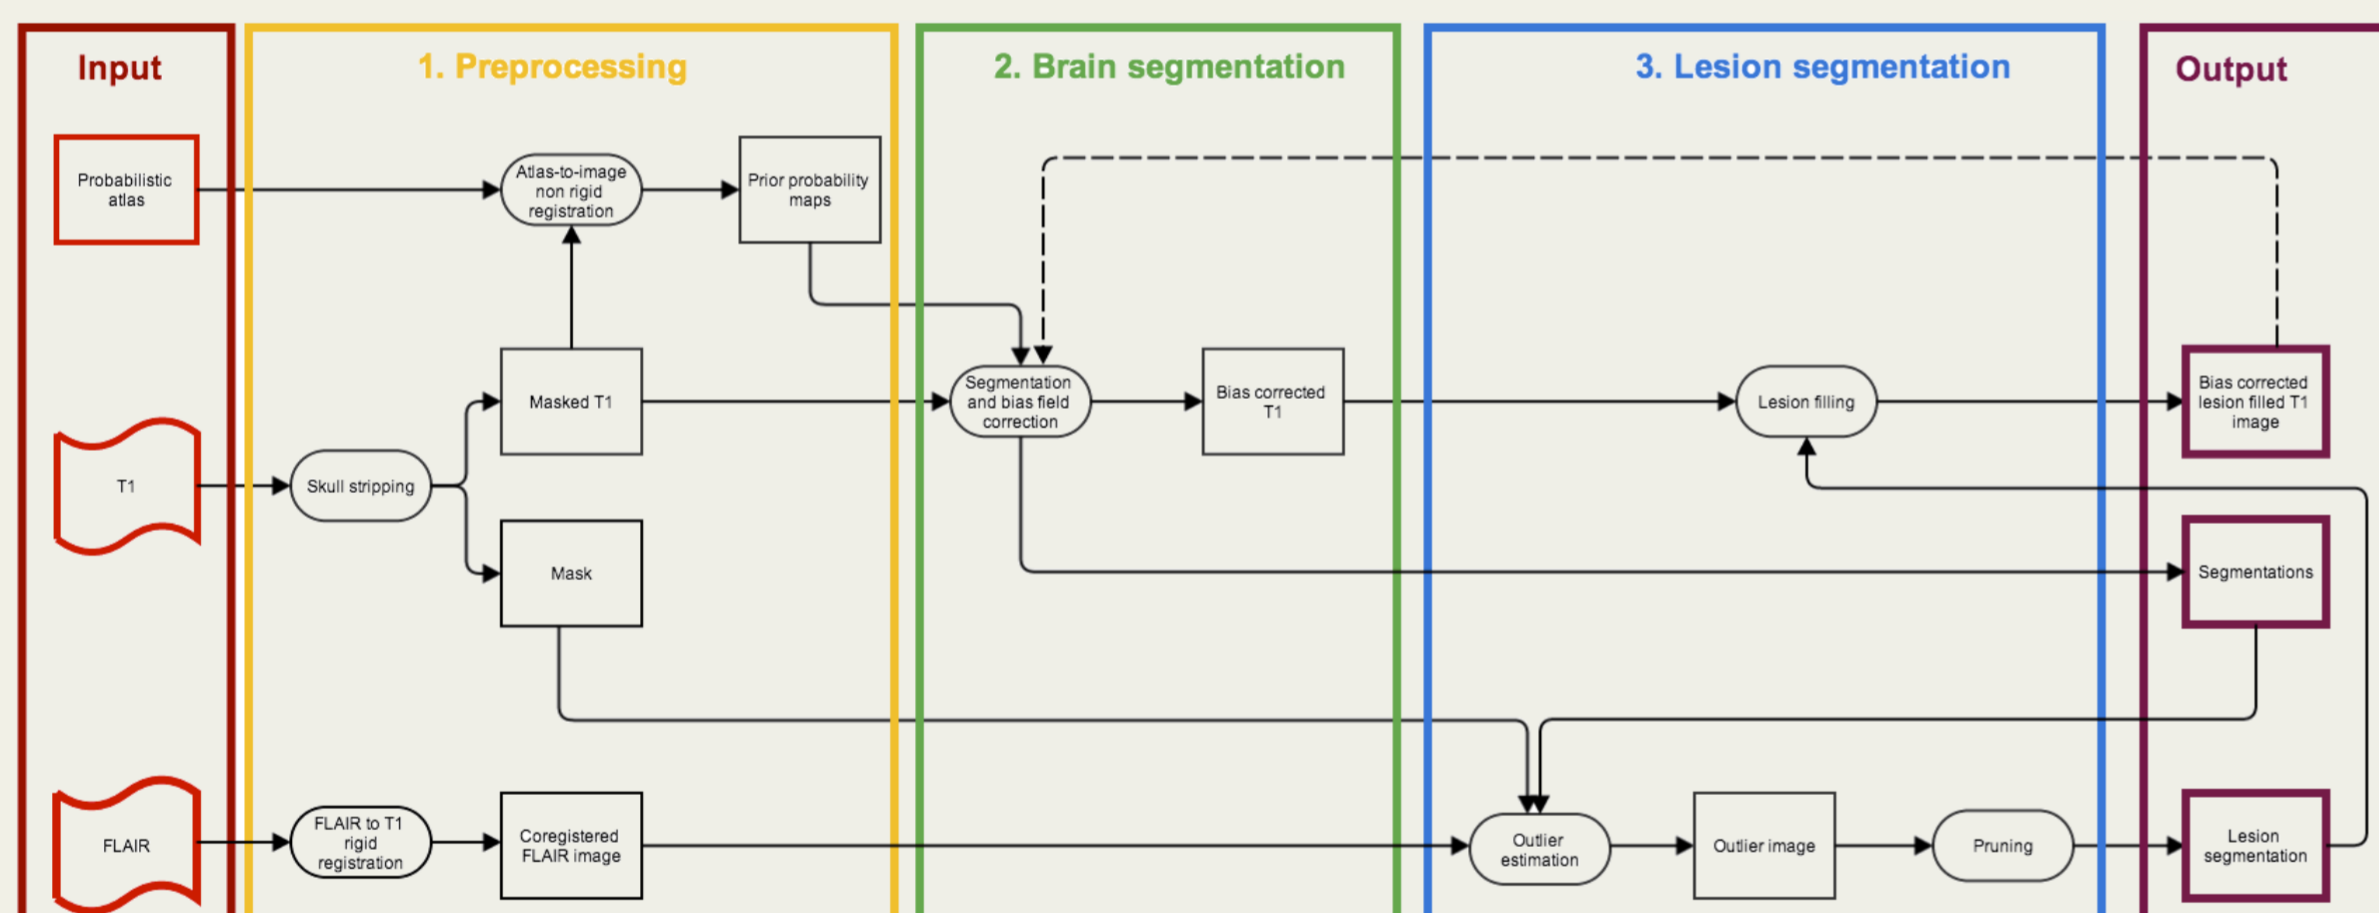 Input
1. Preprocessing
2. Brain segmentation
3. Lesion segmentation
Output
Probabilistic
atlas
Atlas-to-image
non rigid
registration
Prior probability
maps
Masked T1
Segmentation
and bias field
correction
Bias corrected
T1
Lesion filling
Bias corrected
lesion filled T1
image
T1
Skull stripping
Mask
Segmentations
FLAIR
FLAIR to T1
rigid
registration
Coregistered
FLAIR image
Outlier
estimation
Outlier image
Pruning
Lesion
segmentation